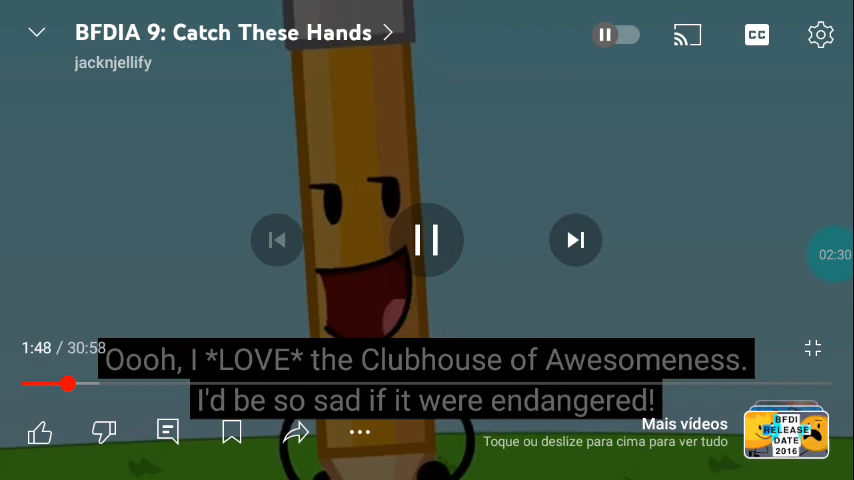 BFDIA 9: Catch These Hands
jacknjellify
CC
02:30
1:48 / 30:58
Oooh, I *LOVE* the Clubhouse of Awesomeness.
I'd be so sad if it were endangered!
Mais vídeos
Toque ou deslize para cima para ver tudo
BFDI
RELEASE
DATE
2016